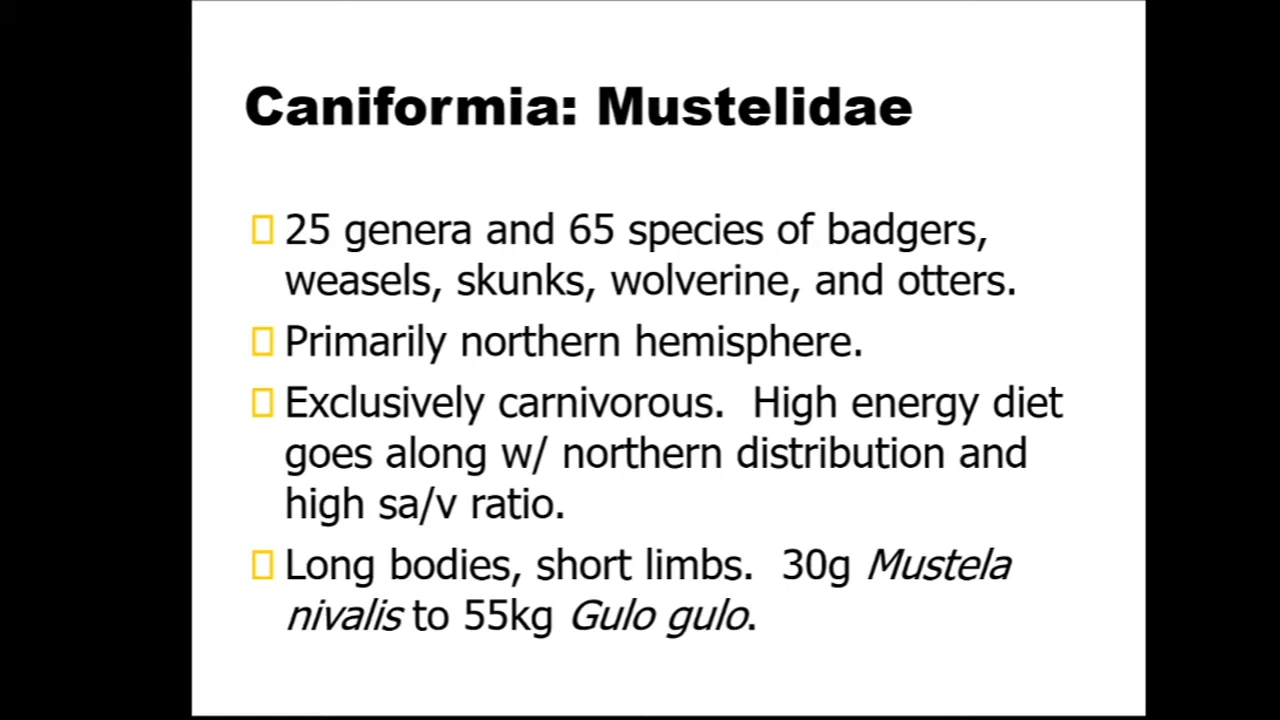 Caniformia: Mustelidae
25 genera and 65 species of badgers,
weasels, skunks, wolverine, and otters.
Primarily northern hemisphere.
Exclusively carnivorous.  High energy diet
goes along w/ northern distribution and
high sa/v ratio.
Long bodies, short limbs.  30g Mustela
nivalis to 55kg Gulo gulo.